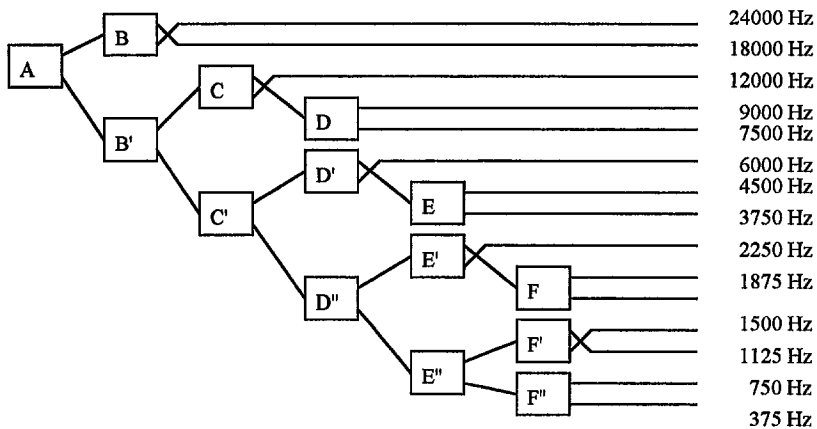 24000 Hz
B
18000 Hz
A
12000 Hz
C
9000 Hz
D
B'
7500 Hz
6000 Hz
D'
4500 Hz
E
C'
3750 Hz
2250 Hz
E'
1875 Hz
F
D"
1500 Hz
F'
1125 Hz
E"
750 Hz
F"
375 Hz